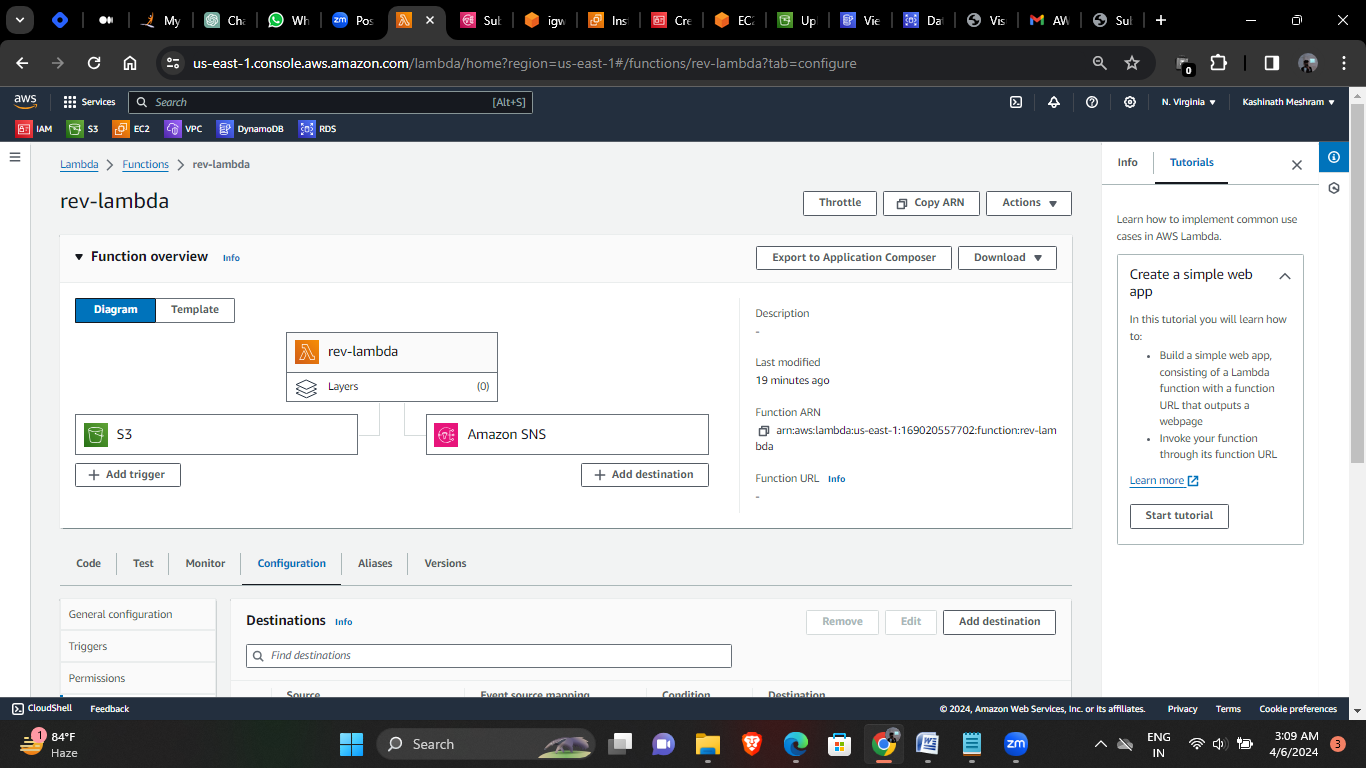 My
Cha
Wh
zm Pos
Sub
igw
Inst
Cre
EC2
Up
Vie
Dat
Vis
M AW
Sul
us-east-1.console.aws.amazon.com/lambda/home?region=us-east-1#/functions/rev-lambda?tab=configure
0
aws Services Search [Alt+S] N. Virginia Kashinath Meshram
IAM S3 EC2 VPC DynamoDB RDS
Lambda Functions rev-lambda
rev-lambda
Throttle Copy ARN Actions
Function overview Info
Export to Application Composer Download
Diagram Template
rev-lambda
Layers (0)
S3
Amazon SNS
+ Add trigger
+ Add destination
Description
-
Last modified
19 minutes ago
Function ARN
arn:aws:lambda:us-east-1:169020557702:function:rev-lam
bda
Function URL Info
-
Code Test Monitor Configuration Aliases Versions
General configuration
Triggers
Permissions
Destinations Info
Remove Edit Add destination
Find destinations
Source Event source mapping Condition Destination
Info Tutorials
Learn how to implement common use
cases in AWS Lambda.
Create a simple web
app
In this tutorial you will learn how
to:
• Build a simple web app,
consisting of a Lambda
function with a function
URL that outputs a
webpage
• Invoke your function
through its function URL
Learn more
Start tutorial
CloudShell Feedback © 2024, Amazon Web Services, Inc. or its affiliates. Privacy Terms Cookie preferences
1
84°F
Haze
Search
zm
ENG
IN
3:09 AM
4/6/2024
3